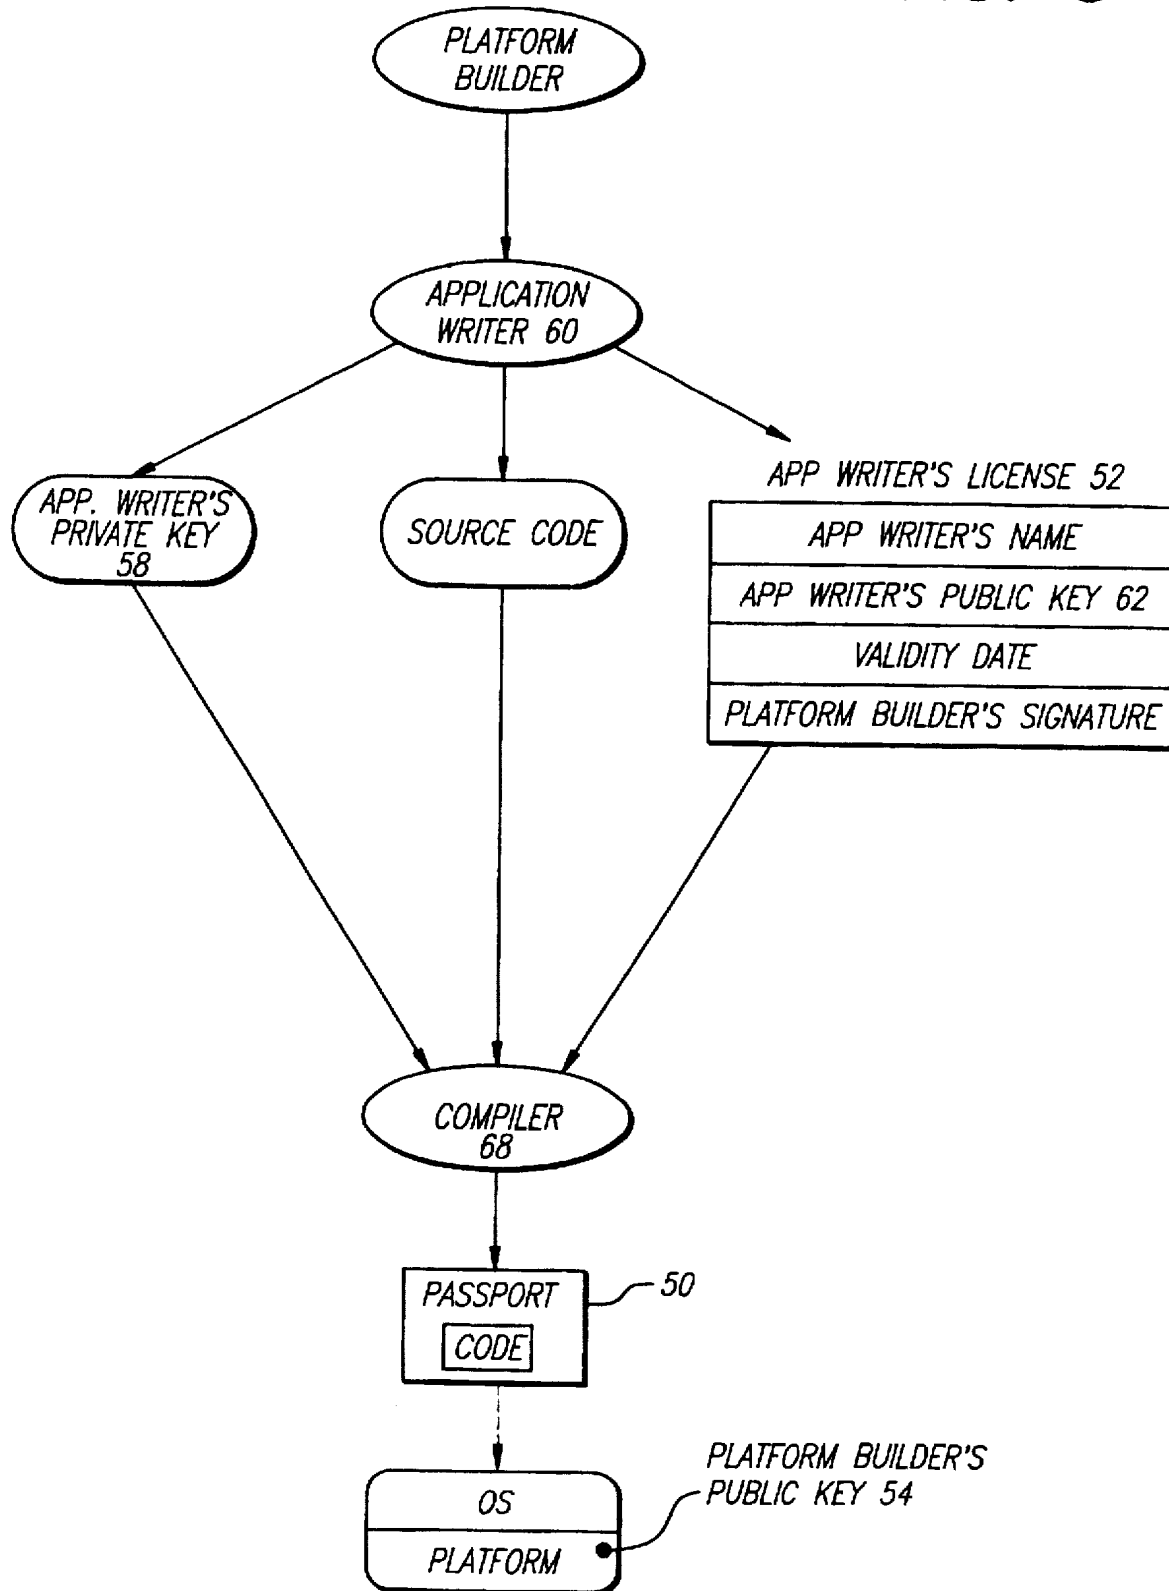 PLATFORM
BUILDER
APPLICATION
WRITER 60
APP. WRITER'S
PRIVATE KEY
58
SOURCE CODE
APP WRITER'S LICENSE 52
APP WRITER'S NAME
APP WRITER'S PUBLIC KEY 62
VALIDITY DATE
PLATFORM BUILDER'S SIGNATURE
COMPILER
68
PASSPORT
CODE
50
OS
PLATFORM
PLATFORM BUILDER'S
PUBLIC KEY 54